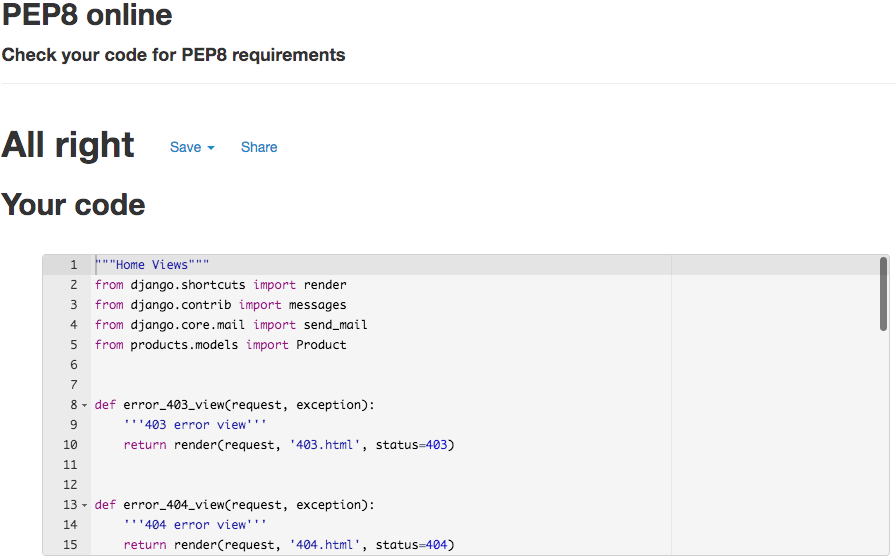 PEP8 online
Check your code for PEP8 requirements
All right Save Share
Your code
1 """Home Views"""
2 from django.shortcuts import render
3 from django.contrib import messages
4 from django.core.mail import send_mail
5 from products.models import Product
6
7
8 def error_403_view(request, exception):
9     '''403 error view'''
10     return render(request, '403.html', status=403)
11
12
13 def error_404_view(request, exception):
14     '''404 error view'''
15     return render(request, '404.html', status=404)